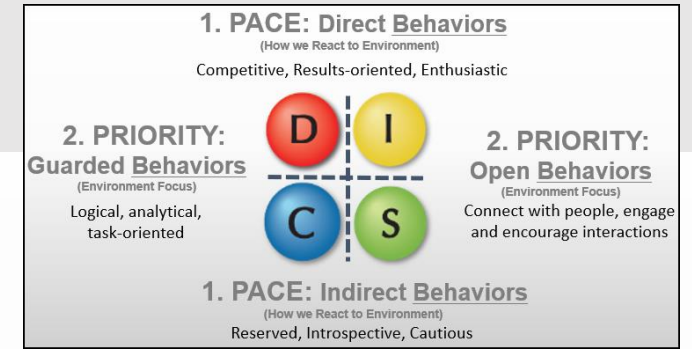 1. PACE: Direct Behaviors
(How we React to Environment)
Competitive, Results-oriented, Enthusiastic
2. PRIORITY:
Guarded Behaviors
(Environment Focus)
Logical, analytical,
task-oriented
D
I
C
S
2. PRIORITY:
Open Behaviors
(Environment Focus)
Connect with people, engage
and encourage interactions
1. PACE: Indirect Behaviors
(How we React to Environment)
Reserved, Introspective, Cautious